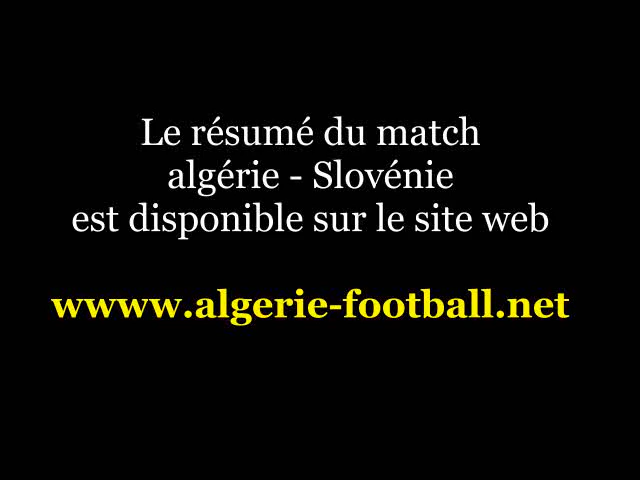 Le résumé du match
algérie - Slovénie
est disponible sur le site web
wwww.algerie-football.net